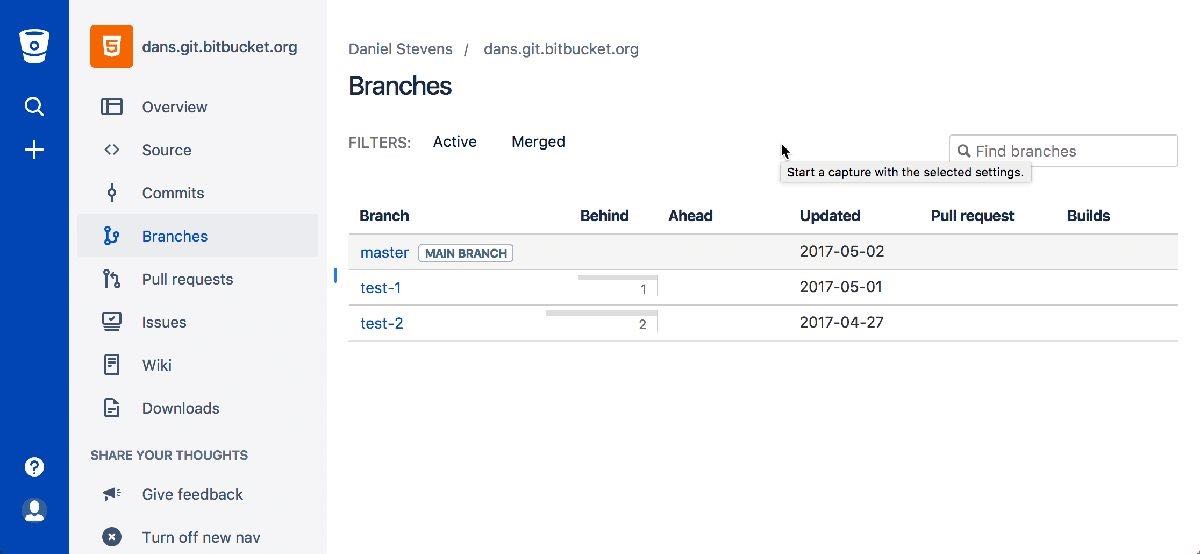 dans.git.bitbucket.org
Overview
Source
Commits
Branches
Pull requests
Issues
Wiki
Downloads
SHARE YOUR THOUGHTS
Give feedback
Turn off new nav
Daniel Stevens / dans.git.bitbucket.org
Branches
FILTERS: Active Merged
Find branches
Start a capture with the selected settings.
Branch Behind Ahead Updated Pull request Builds
master MAIN BRANCH 2017-05-02
test-1 1 2017-05-01
test-2 2 2017-04-27